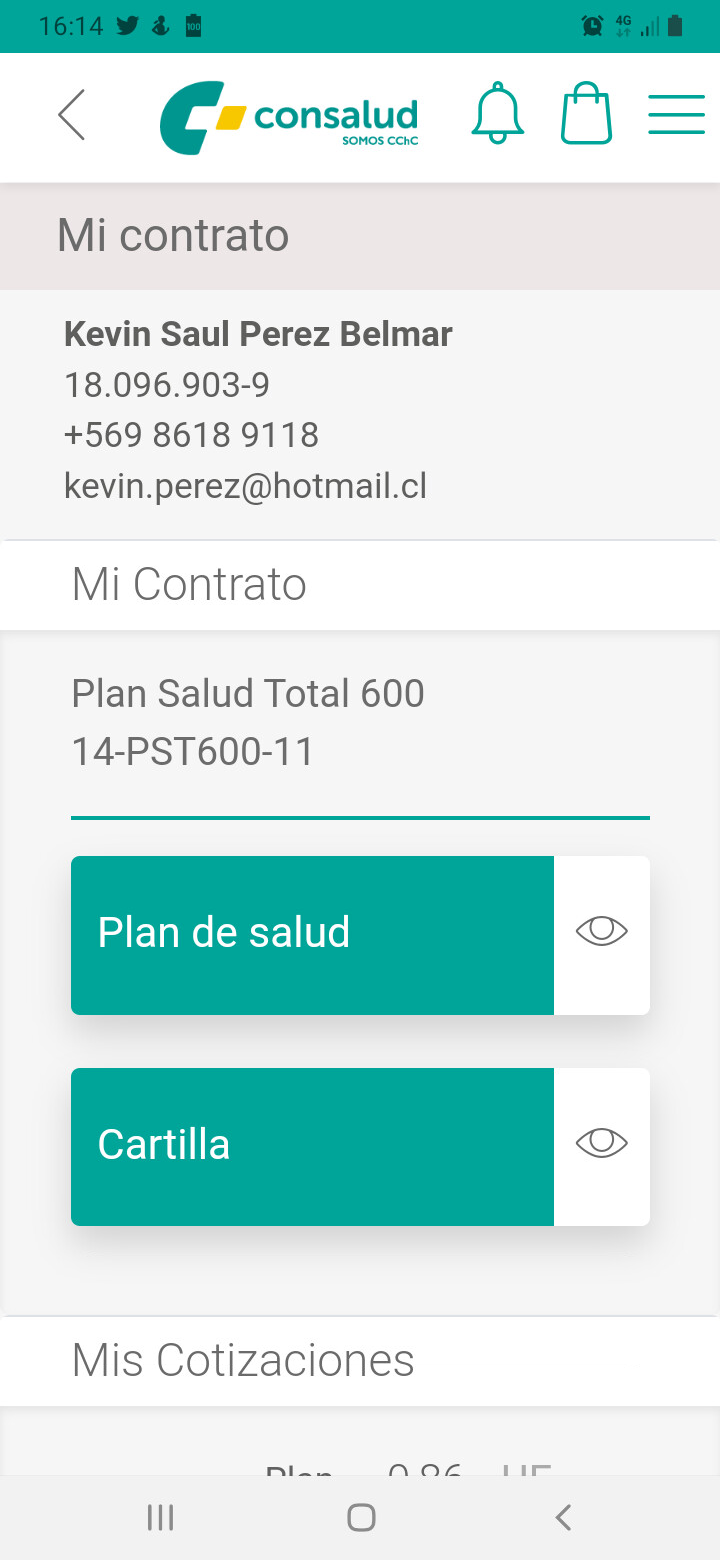 16:14
100
4G
consalud
SOMOS CChC
Mi contrato
Kevin Saul Perez Belmar
18.096.903-9
+569 8618 9118
kevin.perez@hotmail.cl
Mi Contrato
Plan Salud Total 600
14-PST600-11
Plan de salud
Cartilla
Mis Cotizaciones
Plan